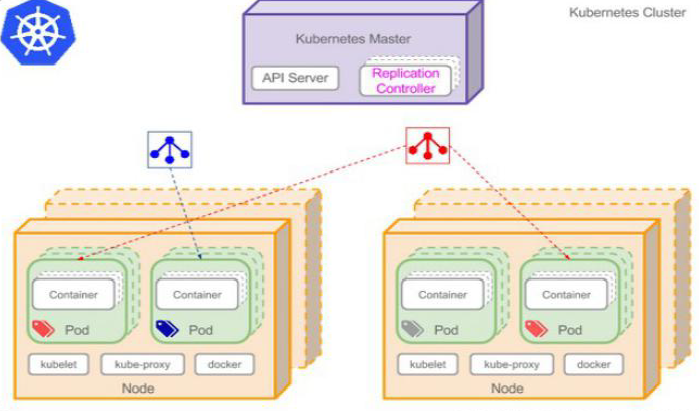 Kubernetes Cluster
Kubernetes Master
API Server
Replication
Controller
Container
Pod
Container
Pod
kubelet
kube-proxy
docker
Node
Container
Pod
Container
Pod
kubelet
kube-proxy
docker
Node